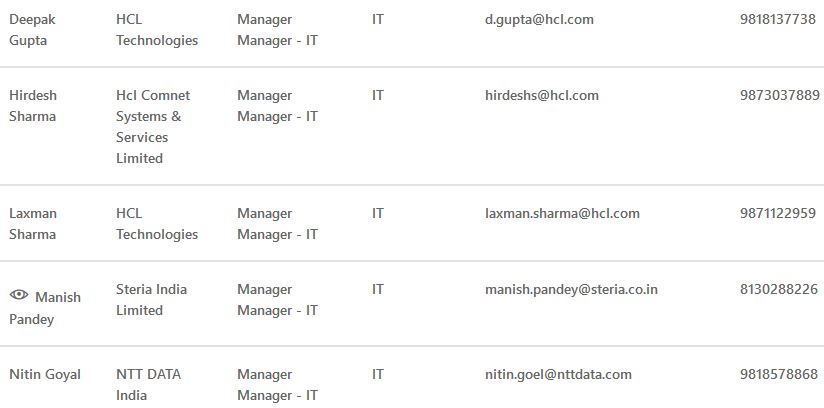 Deepak Gupta HCL Technologies Manager Manager - IT IT d.gupta@hcl.com 9818137738
Hirdesh Sharma Hcl Comnet Systems & Services Limited Manager Manager - IT IT hirdeshs@hcl.com 9873037889
Laxman Sharma HCL Technologies Manager Manager - IT IT laxman.sharma@hcl.com 9871122959
Manish Pandey Steria India Limited Manager Manager - IT IT manish.pandey@steria.co.in 8130288226
Nitin Goyal NTT DATA India Manager Manager - IT IT nitin.goel@nttdata.com 9818578868